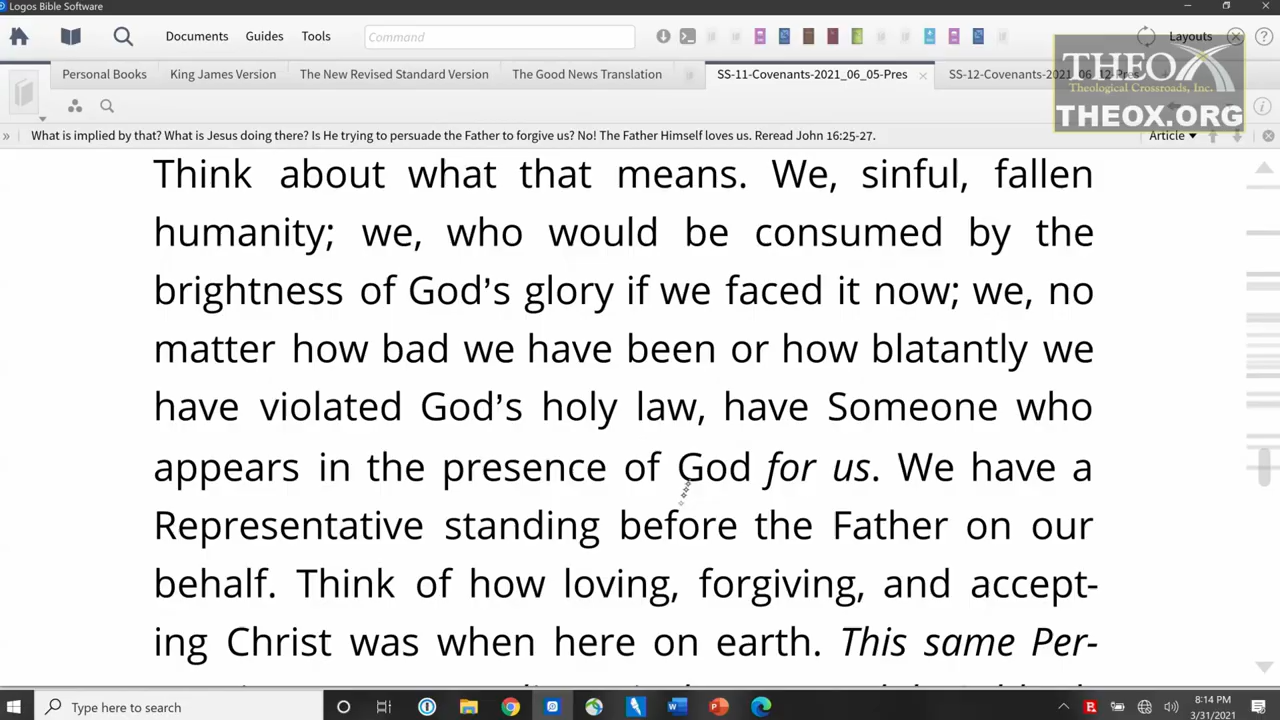 Logos Bible Software
Documents Guides Tools Command Layouts
Personal Books King James Version The New Revised Standard Version The Good News Translation SS-11-Covenants-2021_06_05-Pres SS-12-Covenants-2021_06_12-Pres
THEOX
Theological Crossroads, Inc.
THEOX.ORG
What is implied by that? What is Jesus doing there? Is He trying to persuade the Father to forgive us? No! The Father Himself loves us. Reread John 16:25-27. Article
Think about what that means. We, sinful, fallen
humanity; we, who would be consumed by the
brightness of God's glory if we faced it now; we, no
matter how bad we have been or how blatantly we
have violated God's holy law, have Someone who
appears in the presence of God for us. We have a
Representative standing before the Father on our
behalf. Think of how loving, forgiving, and accept-
ing Christ was when here on earth. This same Per-
Type here to search
8:14 PM
3/31/2021